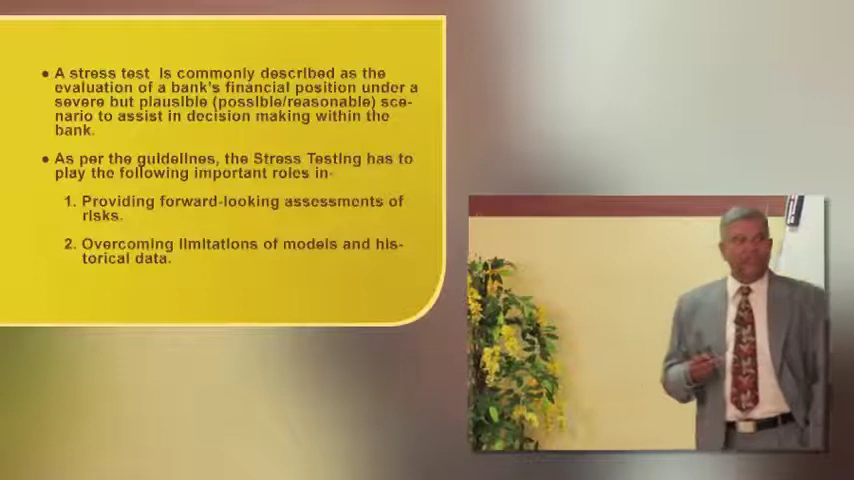 • A stress test is commonly described as the
evaluation of a bank's financial position under a
severe but plausible (possible/reasonable) sce-
nario to assist in decision making within the
bank.
• As per the guidelines, the Stress Testing has to
play the following important roles in-
1. Providing forward-looking assessments of
risks.
2. Overcoming limitations of models and his-
torical data.